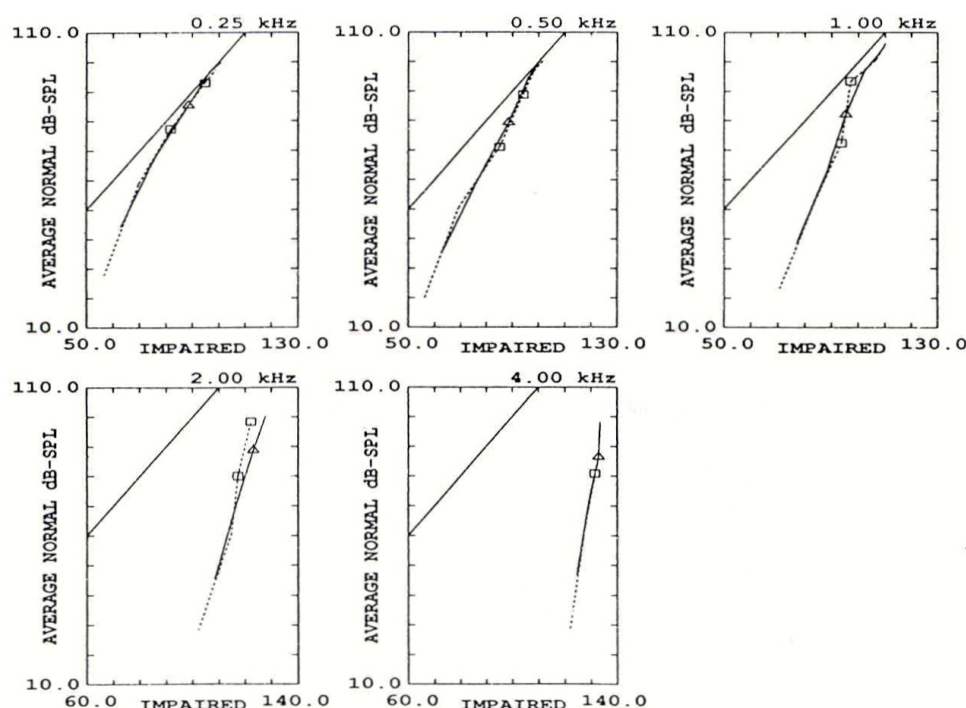 0.25 kHz
110.0
AVERAGE NORMAL dB-SPL
10.0
50.0 IMPAIRED 130.0
0.50 kHz
110.0
AVERAGE NORMAL dB-SPL
10.0
50.0 IMPAIRED 130.0
1.00 kHz
110.0
AVERAGE NORMAL dB-SPL
10.0
50.0 IMPAIRED 130.0
2.00 kHz
110.0
AVERAGE NORMAL dB-SPL
10.0
60.0 IMPAIRED 140.0
4.00 kHz
110.0
AVERAGE NORMAL dB-SPL
10.0
60.0 IMPAIRED 140.0